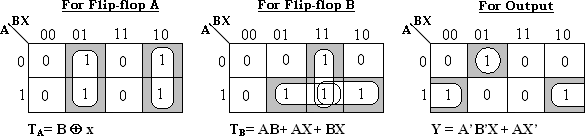 For Flip-flop A For Flip-flop B For Output
BX BX BX
A 00 01 11 10 A 00 01 11 10 A 00 01 11 10
0 0 1 0 1 0 0 0 1 0 0 0 1 0 0
1 0 1 0 1 1 0 1 1 1 1 1 0 0 1
T_A= B ⊕ x T_B= AB+ AX + BX Y = A’B’X + AX’